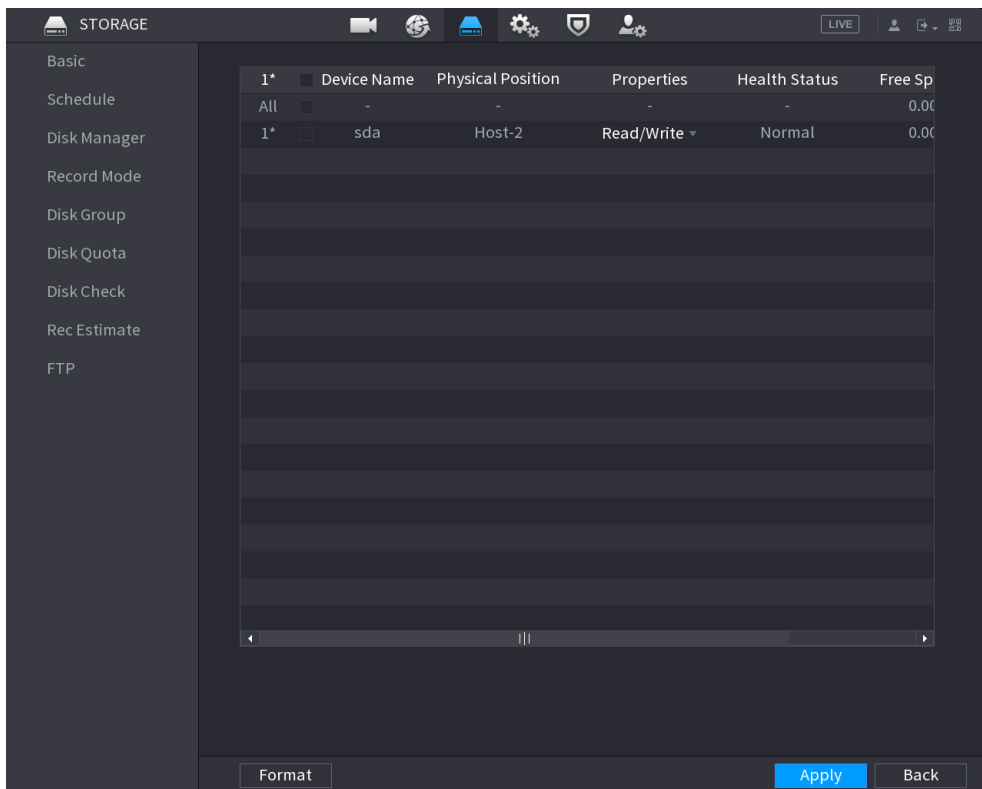 STORAGE
LIVE
Basic
Schedule
Disk Manager
Record Mode
Disk Group
Disk Quota
Disk Check
Rec Estimate
FTP
1* Device Name Physical Position Properties Health Status Free Sp
All - - - - 0.00
1* sda Host-2 Read/Write Normal 0.00
Format Apply Back